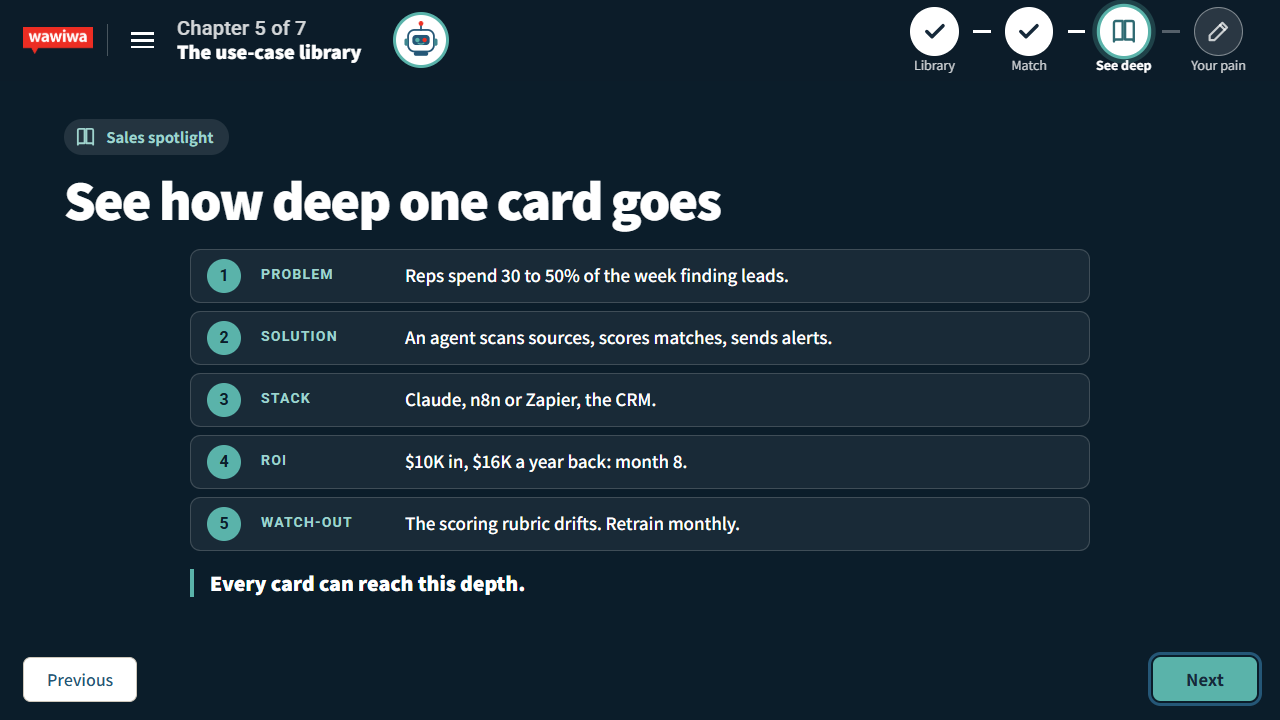 wawiwa
Chapter 5 of 7
The use-case library
Library
Match
See deep
Your pain
Sales spotlight
See how deep one card goes
1 PROBLEM Reps spend 30 to 50% of the week finding leads.
2 SOLUTION An agent scans sources, scores matches, sends alerts.
3 STACK Claude, n8n or Zapier, the CRM.
4 ROI $10K in, $16K a year back: month 8.
5 WATCH-OUT The scoring rubric drifts. Retrain monthly.
Every card can reach this depth.
Previous
Next